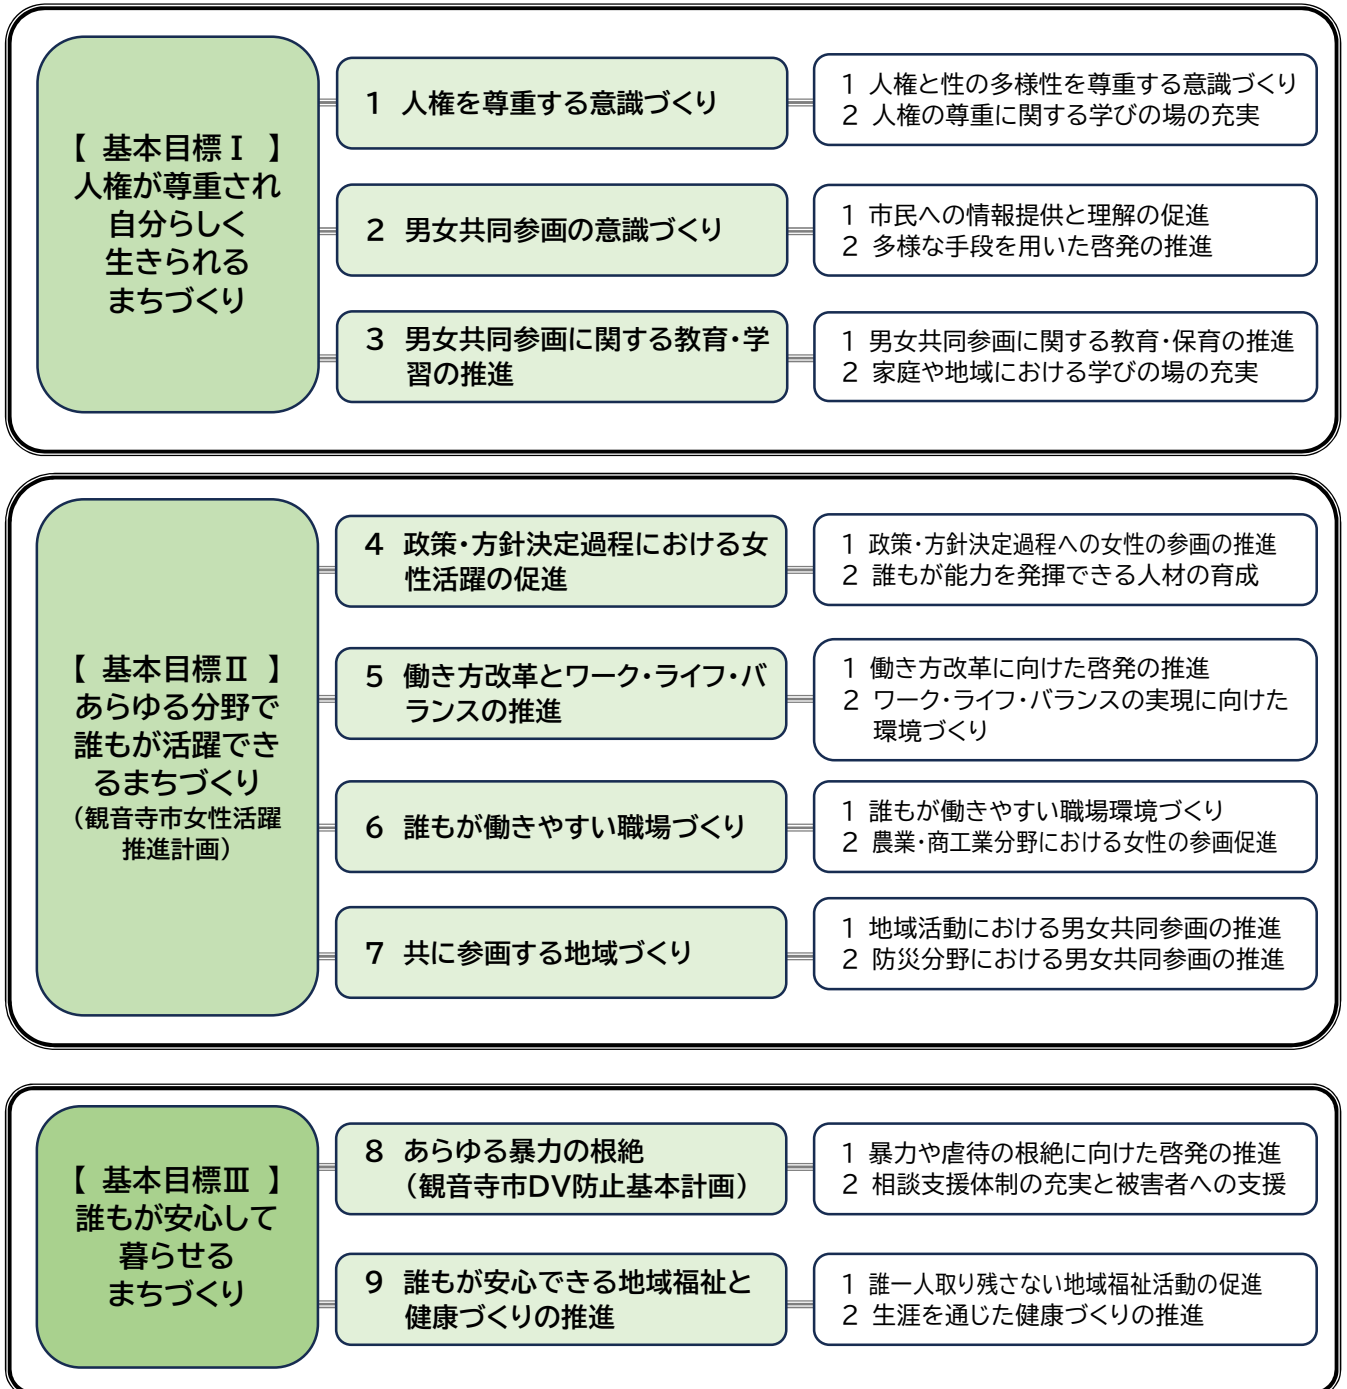 【 基本目標Ⅰ 】
人権が尊重され
自分らしく
生きられる
まちづくり
1 人権を尊重する意識づくり
1 人権と性の多様性を尊重する意識づくり
2 人権の尊重に関する学びの場の充実
2 男女共同参画の意識づくり
1 市民への情報提供と理解の促進
2 多様な手段を用いた啓発の推進
3 男女共同参画に関する教育・学
習の推進
1 男女共同参画に関する教育・保育の推進
2 家庭や地域における学びの場の充実
【 基本目標Ⅱ 】
あらゆる分野で
誰もが活躍でき
るまちづくり
（観音寺市女性活躍
推進計画）
4 政策・方針決定過程における女
性活躍の促進
1 政策・方針決定過程への女性の参画の推進
2 誰もが能力を発揮できる人材の育成
5 働き方改革とワーク・ライフ・バ
ランスの推進
1 働き方改革に向けた啓発の推進
2 ワーク・ライフ・バランスの実現に向けた
環境づくり
6 誰もが働きやすい職場づくり
1 誰もが働きやすい職場環境づくり
2 農業・商工業分野における女性の参画促進
7 共に参画する地域づくり
1 地域活動における男女共同参画の推進
2 防災分野における男女共同参画の推進
【 基本目標Ⅲ 】
誰もが安心して
暮らせる
まちづくり
8 あらゆる暴力の根絶
（観音寺市DV防止基本計画）
1 暴力や虐待の根絶に向けた啓発の推進
2 相談支援体制の充実と被害者への支援
9 誰もが安心できる地域福祉と
健康づくりの推進
1 誰一人取り残さない地域福祉活動の促進
2 生涯を通じた健康づくりの推進